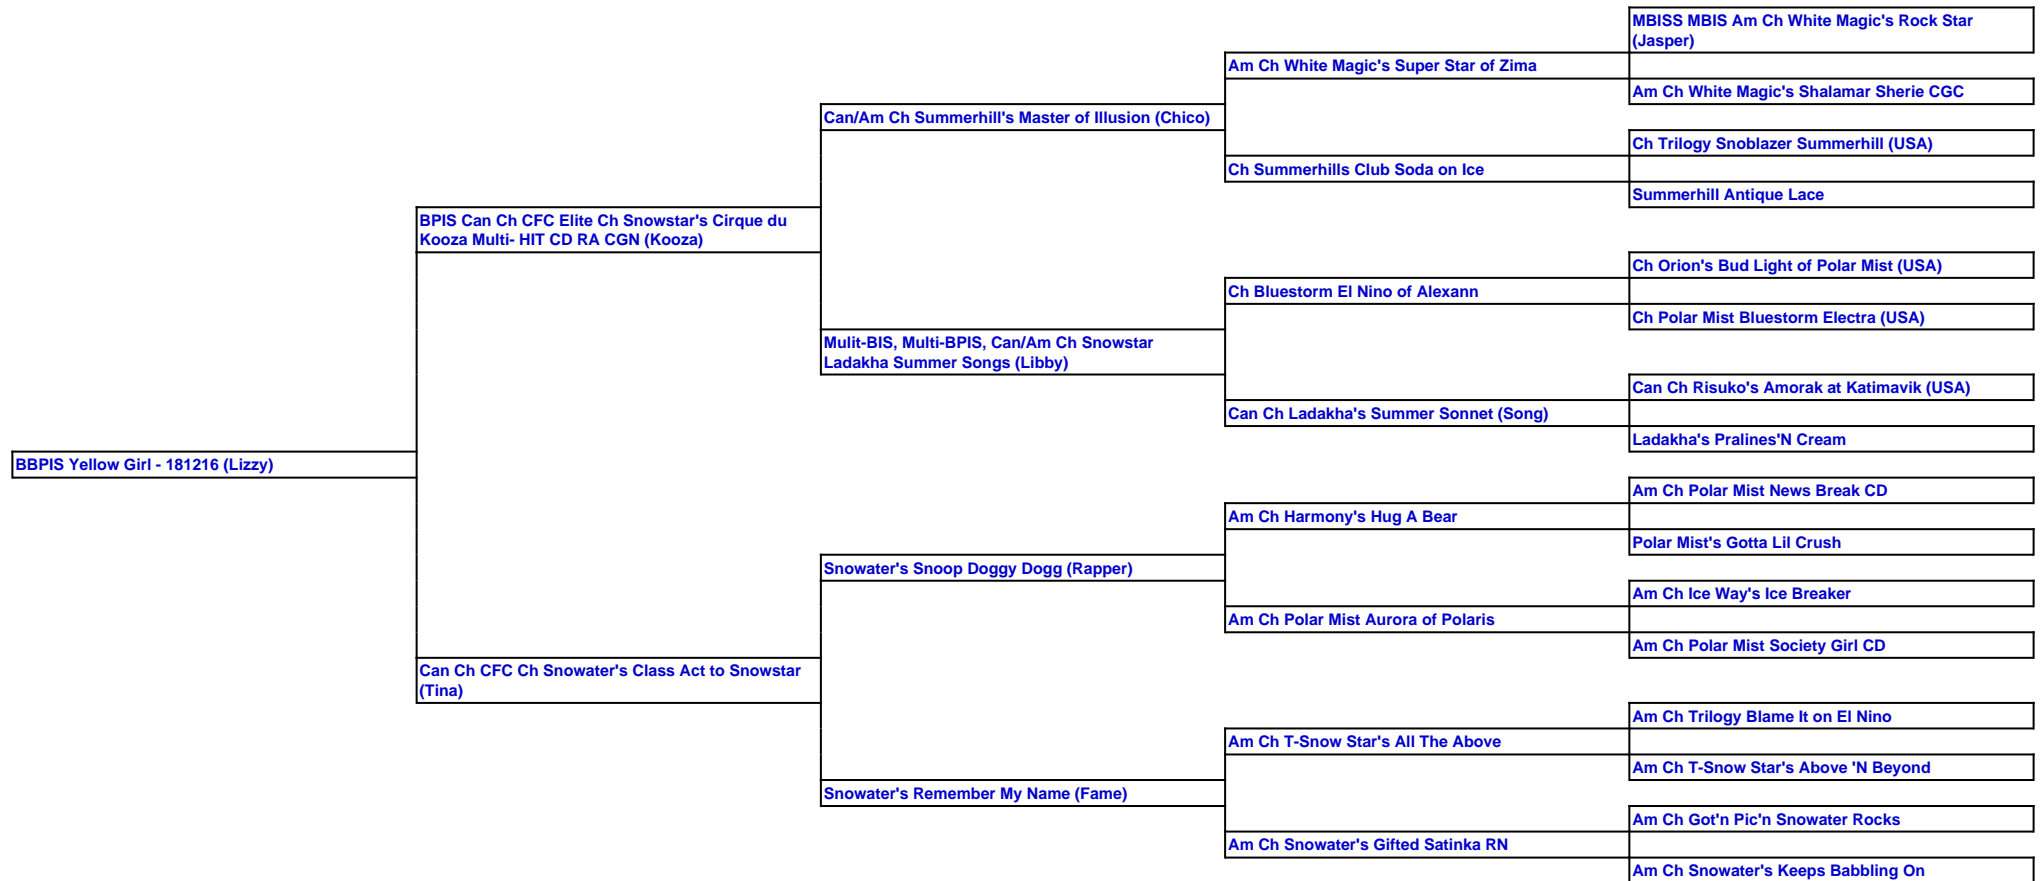 MBISS MBIS Am Ch White Magic's Rock Star
(Jasper)
Am Ch White Magic's Super Star of Zima
Am Ch White Magic's Shalamar Sherie CGC
Can/Am Ch Summerhill's Master of Illusion (Chico)
Ch Trilogy Snoblazer Summerhill (USA)
Ch Summerhills Club Soda on Ice
Summerhill Antique Lace
BPIS Can Ch CFC Elite Ch Snowstar's Cirque du
Kooza Multi- HIT CD RA CGN (Kooza)
Ch Orion's Bud Light of Polar Mist (USA)
Ch Bluestorm El Nino of Alexann
Ch Polar Mist Bluestorm Electra (USA)
Mulit-BIS, Multi-BPIS, Can/Am Ch Snowstar
Ladakha Summer Songs (Libby)
Can Ch Risuko's Amorak at Katimavik (USA)
Can Ch Ladakha's Summer Sonnet (Song)
Ladakha's Pralines'N Cream
BBPIS Yellow Girl - 181216 (Lizzy)
Am Ch Polar Mist News Break CD
Am Ch Harmony's Hug A Bear
Polar Mist's Gotta Lil Crush
Snowater's Snoop Doggy Dogg (Rapper)
Am Ch Ice Way's Ice Breaker
Am Ch Polar Mist Aurora of Polaris
Am Ch Polar Mist Society Girl CD
Can Ch CFC Ch Snowater's Class Act to Snowstar
(Tina)
Am Ch Trilogy Blame It on El Nino
Am Ch T-Snow Star's All The Above
Am Ch T-Snow Star's Above 'N Beyond
Snowater's Remember My Name (Fame)
Am Ch Got'n Pic'n Snowater Rocks
Am Ch Snowater's Gifted Satinka RN
Am Ch Snowater's Keeps Babbling On